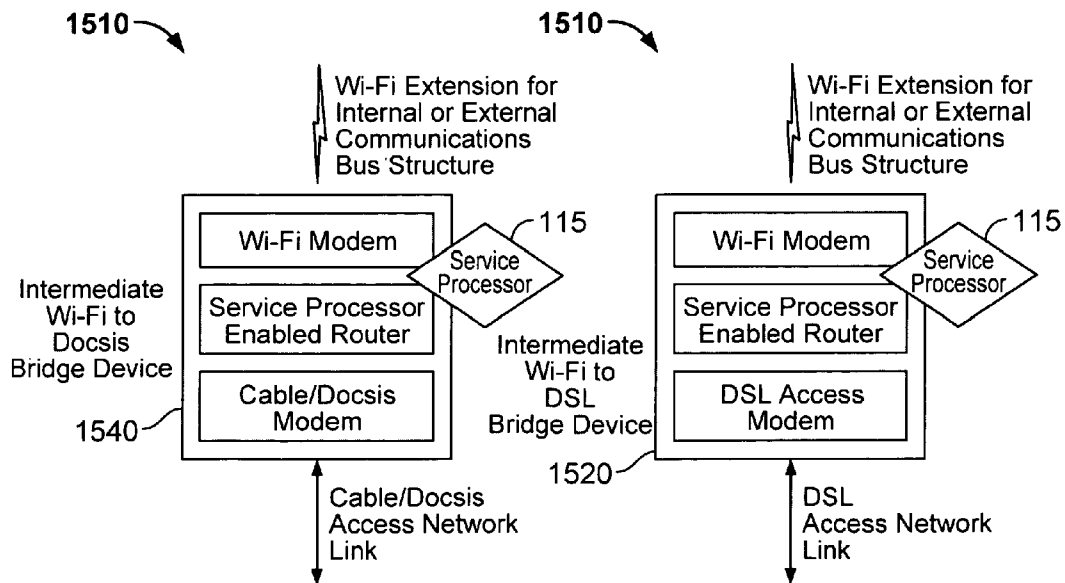 1510
Wi-Fi Extension for
Internal or External
Communications
Bus Structure
115
Wi-Fi Modem
Service
Processor
Service Processor
Enabled Router
Intermediate
Wi-Fi to
Docsis
Bridge Device
Cable/Docsis
Modem
1540
Cable/Docsis
Access Network
Link
1510
Wi-Fi Extension for
Internal or External
Communications
Bus Structure
115
Wi-Fi Modem
Service
Processor
Service Processor
Enabled Router
Intermediate
Wi-Fi to
DSL
Bridge Device
DSL Access
Modem
1520
DSL
Access Network
Link